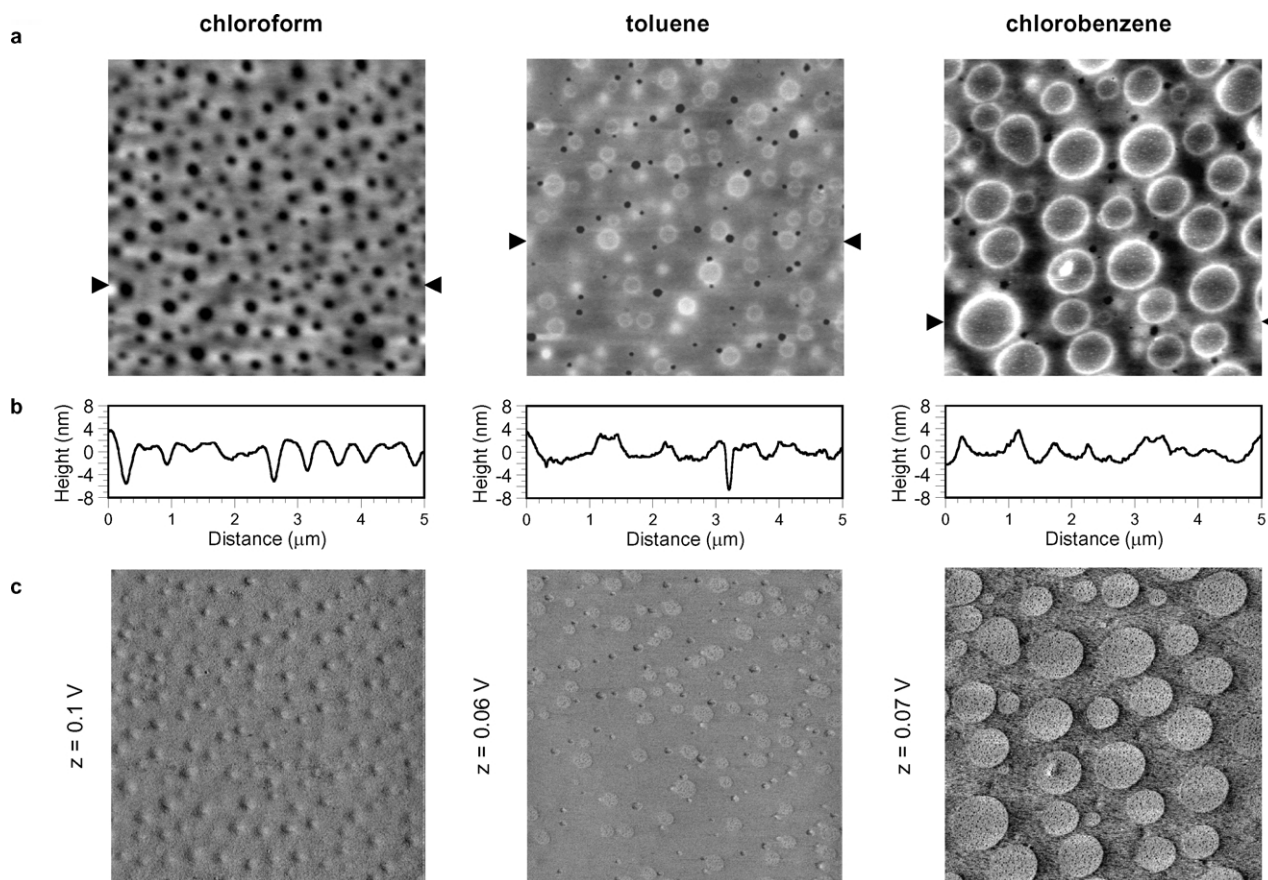 chloroform toluene chlorobenzene
a
b
8 8 8
4 4 4
0 0 0
-4 -4 -4
-8 -8 -8
Height (nm) Height (nm) Height (nm)
0 1 2 3 4 5 0 1 2 3 4 5 0 1 2 3 4 5
Distance (μm) Distance (μm) Distance (μm)
c
z = 0.1 V z = 0.06 V z = 0.07 V